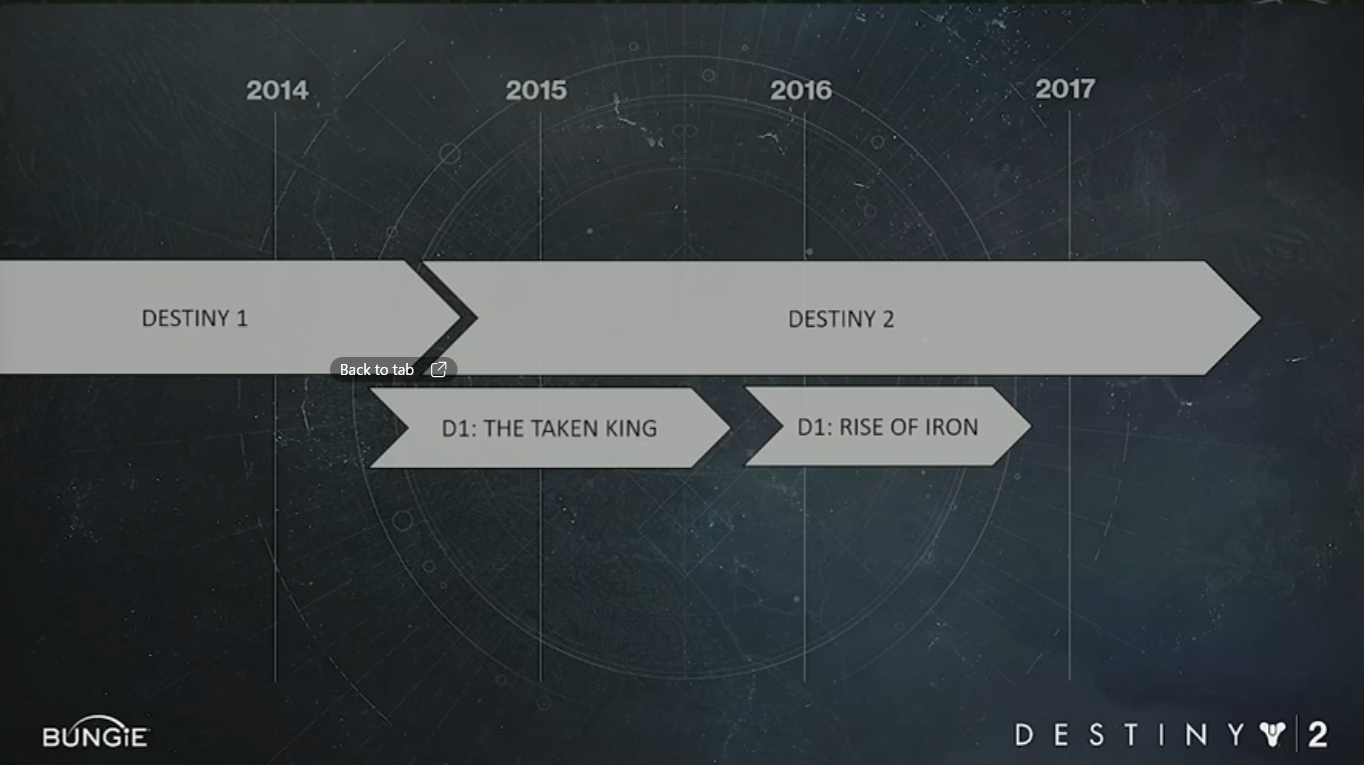 2014 2015 2016 2017
DESTINY 1 DESTINY 2
Back to tab
D1: THE TAKEN KING D1: RISE OF IRON
BUNGiE DESTINY 2